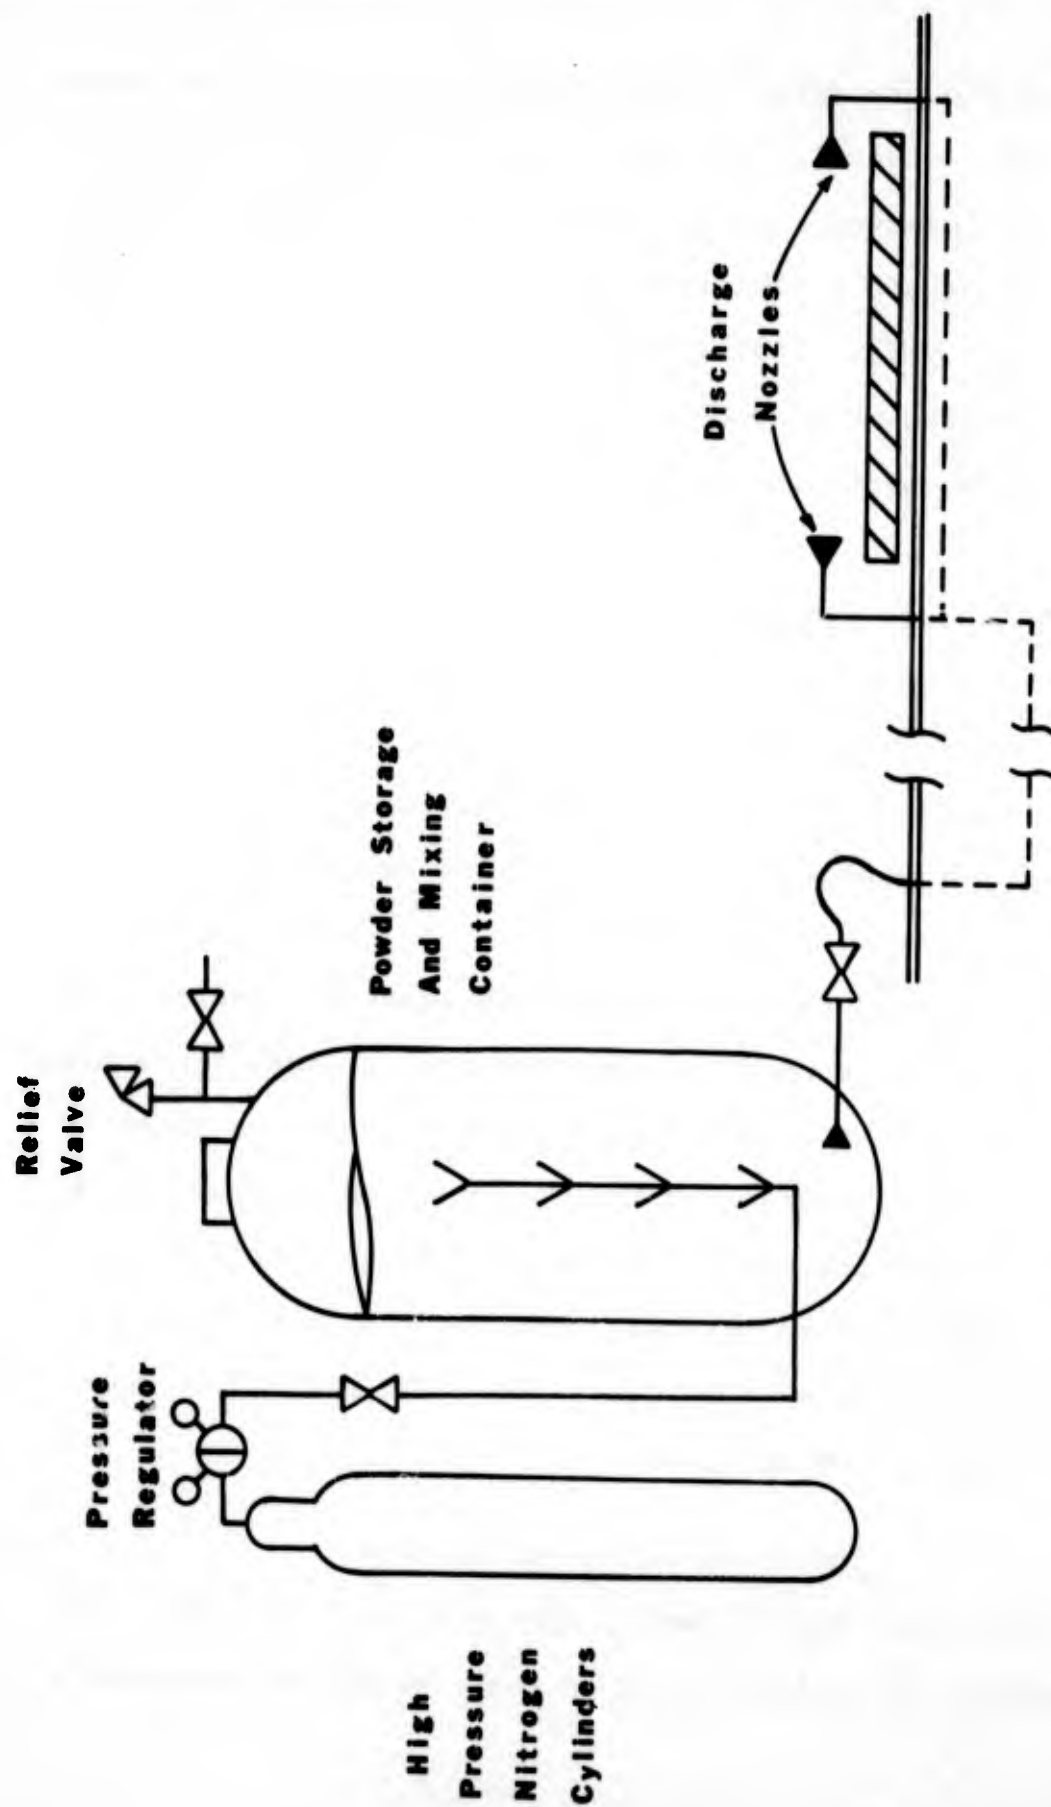 High
Pressure
Nitrogen
Cylinders
Pressure
Regulator
Relief
Valve
Powder Storage
And Mixing
Container
Discharge
Nozzles